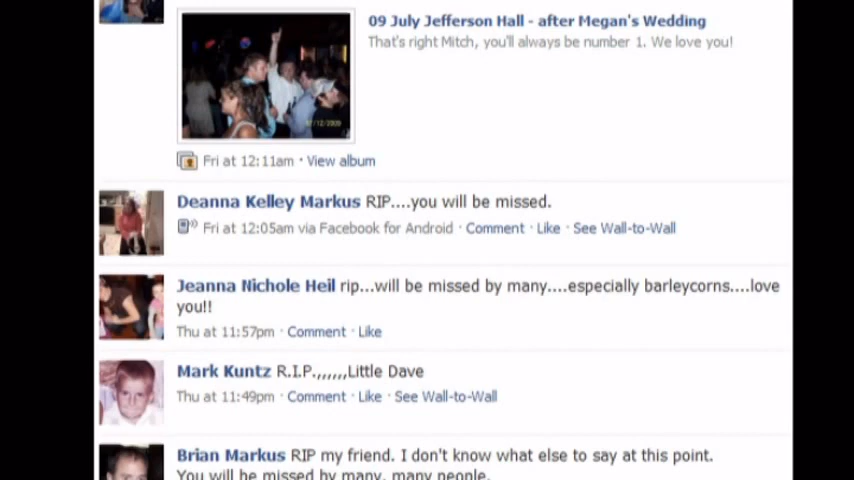 09 July Jefferson Hall - after Megan's Wedding
That's right Mitch, you'll always be number 1. We love you!
Fri at 12:11am · View album
Deanna Kelley Markus RIP....you will be missed.
Fri at 12:05am via Facebook for Android · Comment · Like · See Wall-to-Wall
Jeanna Nichole Heil rip...will be missed by many....especially barleycorns....love
you!!
Thu at 11:57pm · Comment · Like
Mark Kuntz R.I.P.,,,,,,Little Dave
Thu at 11:49pm · Comment · Like · See Wall-to-Wall
Brian Markus RIP my friend. I don't know what else to say at this point.
You will be missed by many, many people.